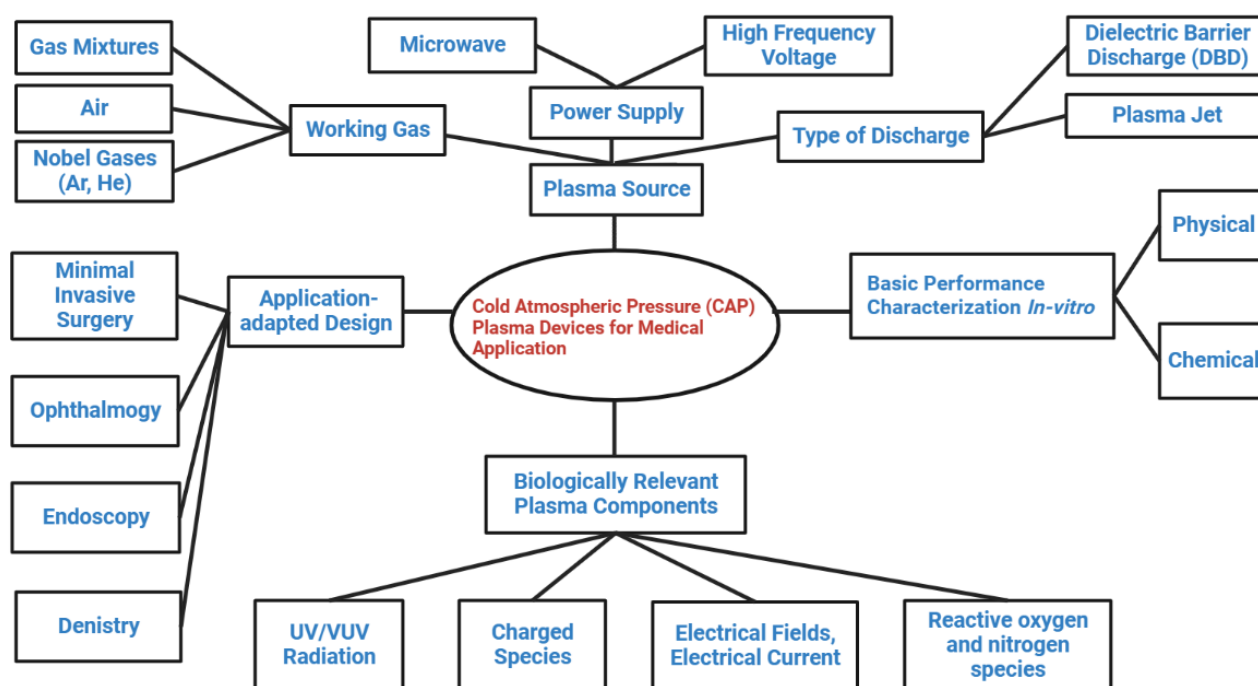 Gas Mixtures
Air
Nobel Gases
(Ar, He)
Working Gas
Microwave
High Frequency
Voltage
Power Supply
Plasma Source
Type of Discharge
Dielectric Barrier
Discharge (DBD)
Plasma Jet
Minimal
Invasive
Surgery
Ophthalmogy
Endoscopy
Denistry
Application-
adapted Design
Cold Atmospheric Pressure (CAP)
Plasma Devices for Medical
Application
Basic Performance
Characterization In-vitro
Physical
Chemical
Biologically Relevant
Plasma Components
UV/VUV
Radiation
Charged
Species
Electrical Fields,
Electrical Current
Reactive oxygen
and nitrogen
species